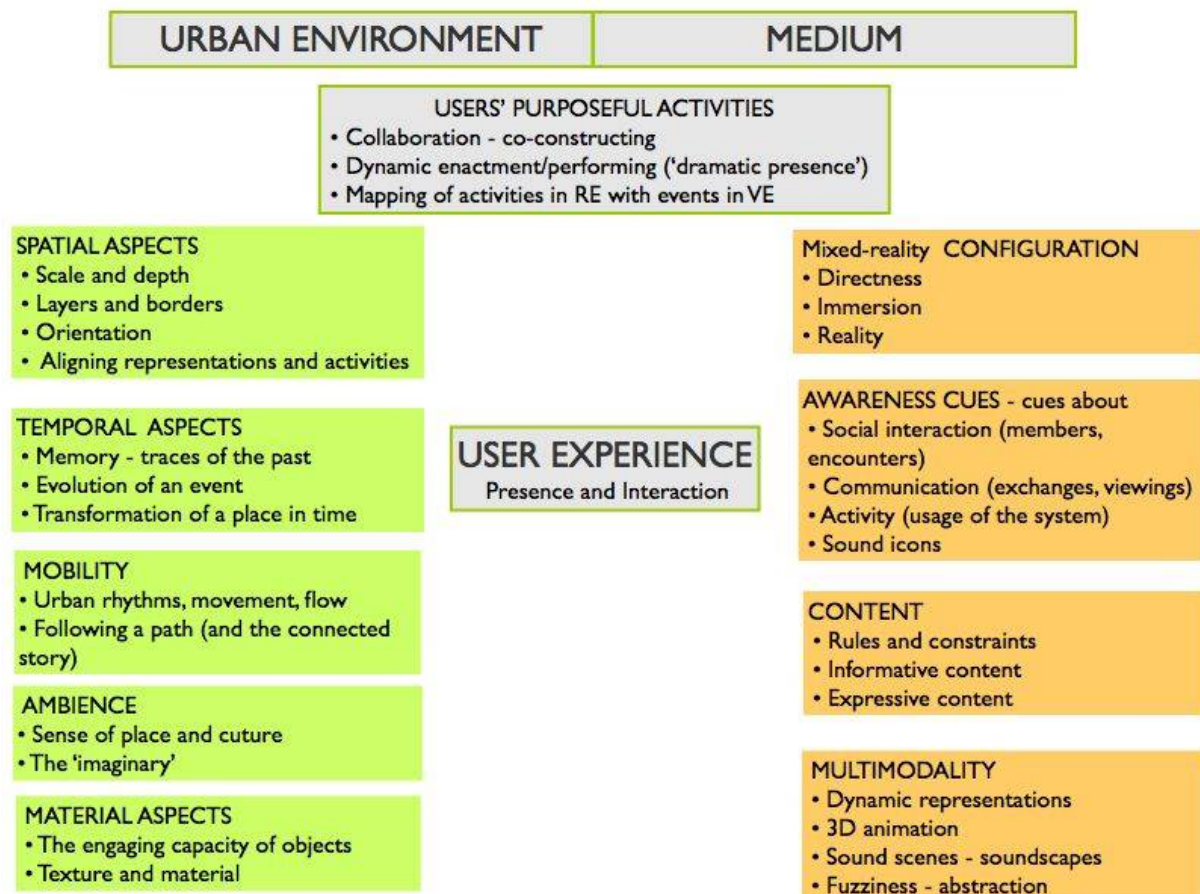 URBAN ENVIRONMENT
MEDIUM
USERS' PURPOSEFUL ACTIVITIES
• Collaboration - co-constructing
• Dynamic enactment/performing ('dramatic presence')
• Mapping of activities in RE with events in VE
SPATIAL ASPECTS
• Scale and depth
• Layers and borders
• Orientation
• Aligning representations and activities
TEMPORAL ASPECTS
• Memory - traces of the past
• Evolution of an event
• Transformation of a place in time
MOBILITY
• Urban rhythms, movement, flow
• Following a path (and the connected
story)
AMBIENCE
• Sense of place and cuture
• The 'imaginary'
MATERIAL ASPECTS
• The engaging capacity of objects
• Texture and material
USER EXPERIENCE
Presence and Interaction
Mixed-reality CONFIGURATION
• Directness
• Immersion
• Reality
AWARENESS CUES - cues about
• Social interaction (members,
encounters)
• Communication (exchanges, viewings)
• Activity (usage of the system)
• Sound icons
CONTENT
• Rules and constraints
• Informative content
• Expressive content
MULTIMODALITY
• Dynamic representations
• 3D animation
• Sound scenes - soundscapes
• Fuzziness - abstraction